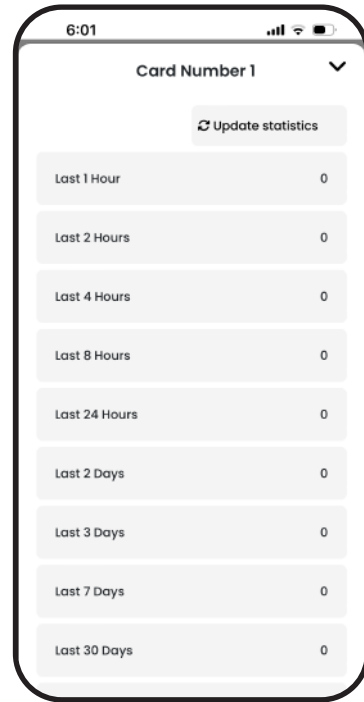 6:01
Card Number 1
Update statistics
Last 1 Hour 0
Last 2 Hours 0
Last 4 Hours 0
Last 8 Hours 0
Last 24 Hours 0
Last 2 Days 0
Last 3 Days 0
Last 7 Days 0
Last 30 Days 0